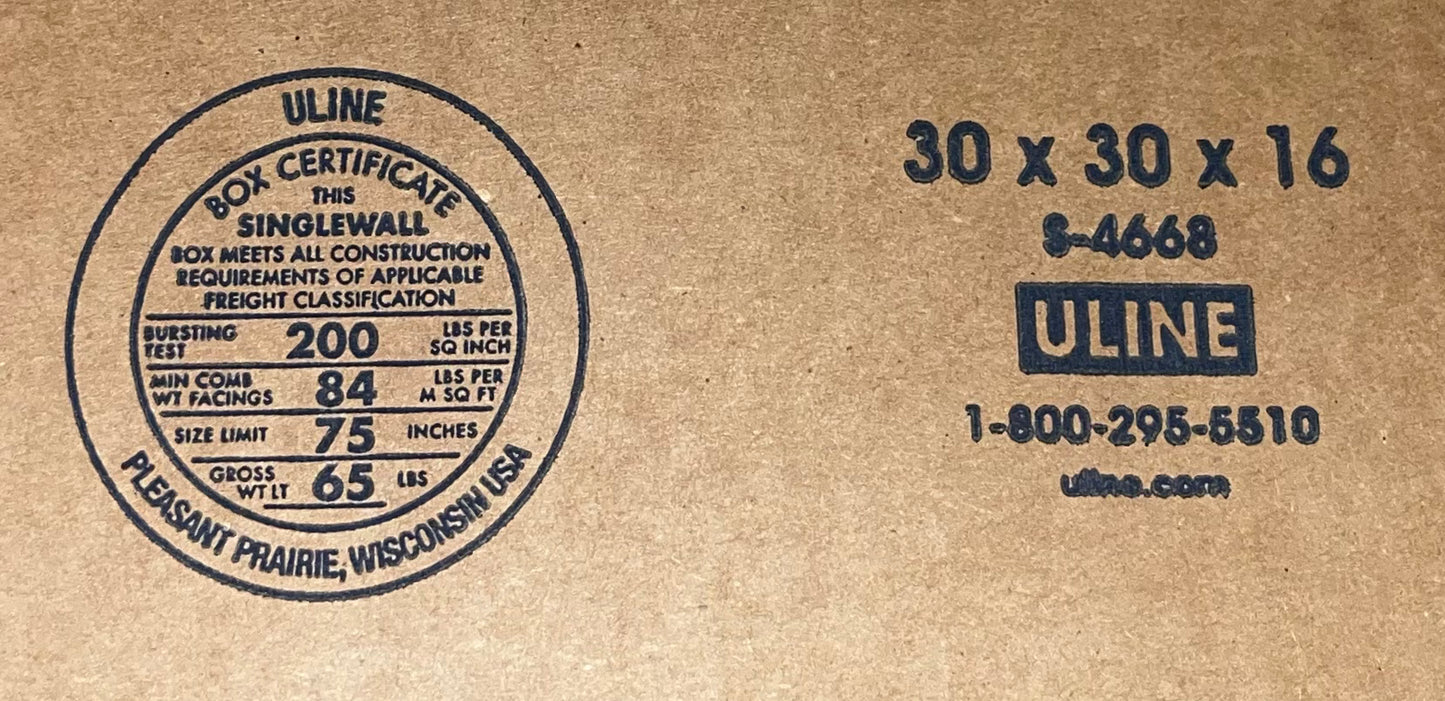 ULINE
BOX CERTIFICATE
THIS
SINGLEWALL
BOX MEETS ALL CONSTRUCTION
REQUIREMENTS OF APPLICABLE
FREIGHT CLASSIFICATION
BURSTING TEST 200 LBS PER SQ INCH
MIN COMB WT FACINGS 84 LBS PER M SQ FT
SIZE LIMIT 75 INCHES
GROSS WT LT 65 LBS
PLEASANT PRAIRIE, WISCONSIN USA
30 x 30 x 16
S-4668
ULINE
1-800-295-5510
uline.com